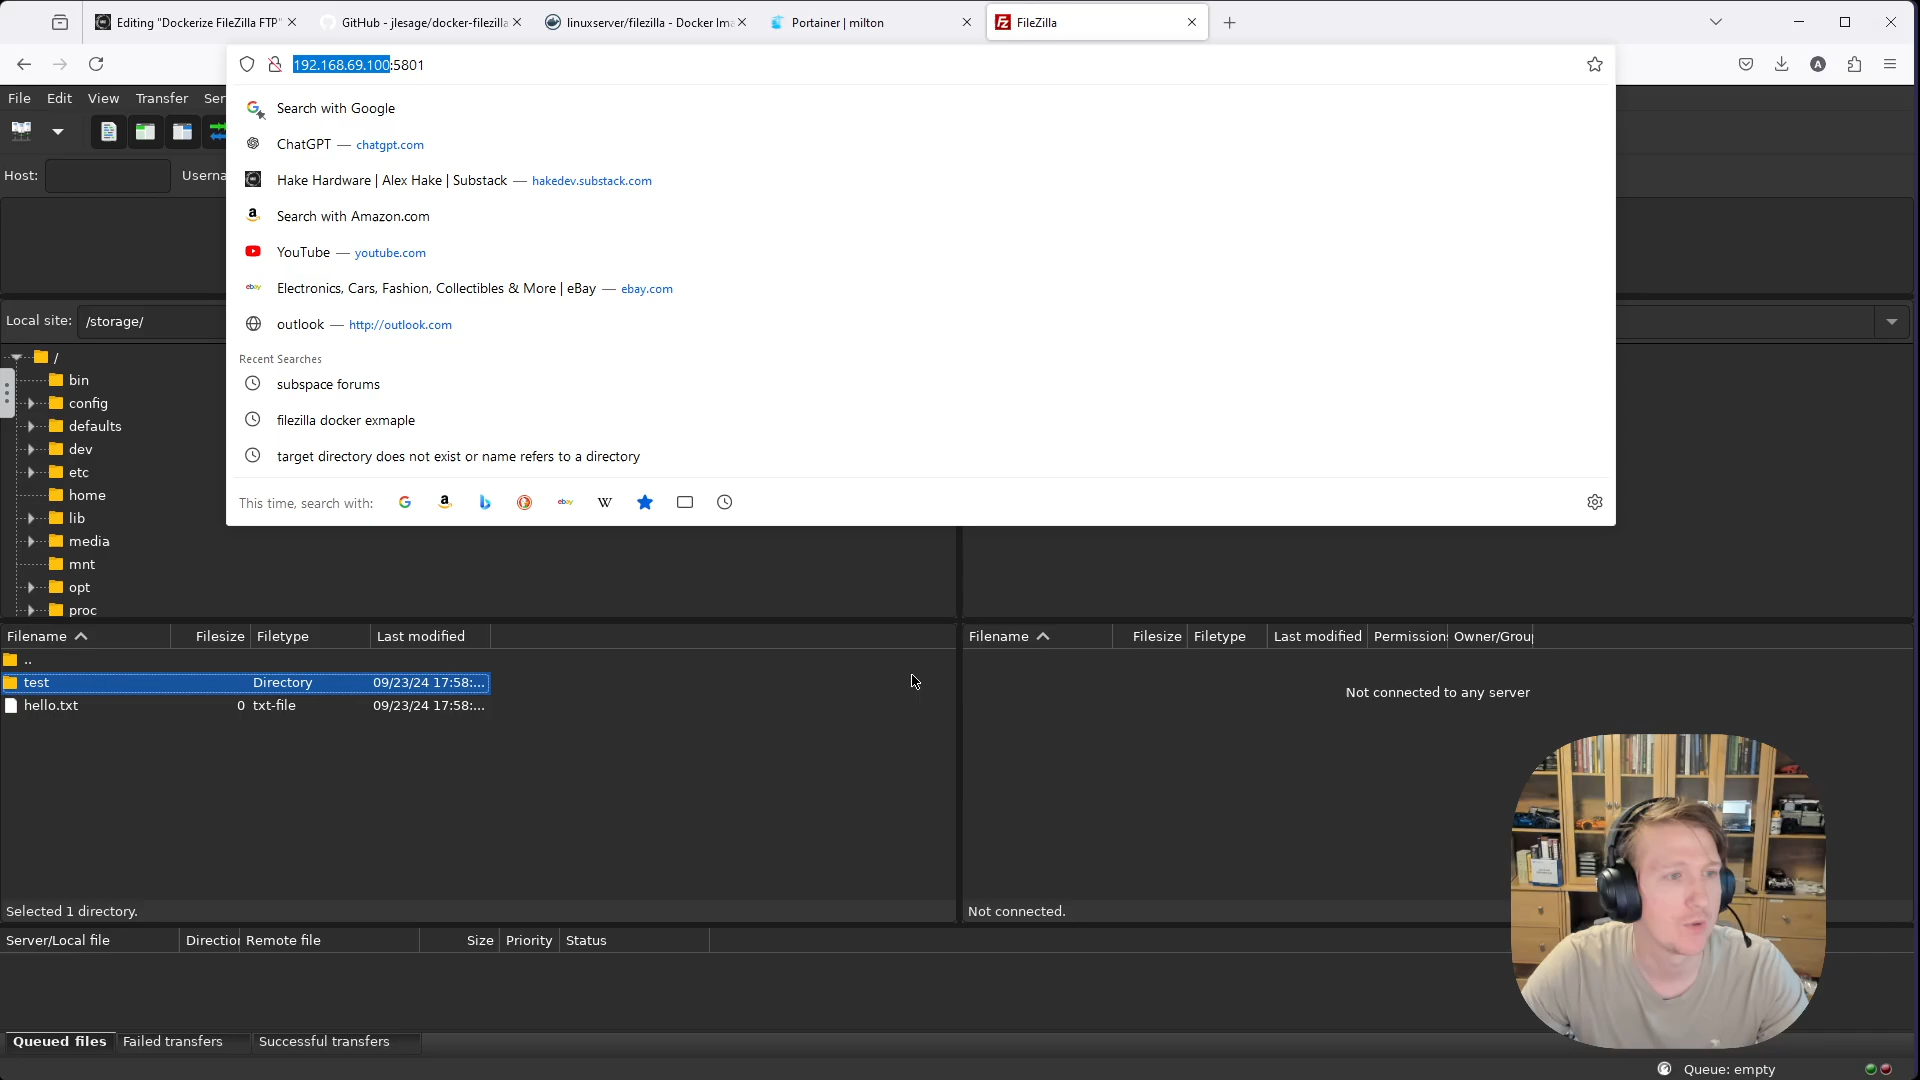 Editing "Dockerize FileZilla FTP"
GitHub - jlesage/docker-filezilla
linuxserver/filezilla - Docker Ima
Portainer | milton
FileZilla
192.168.69.100:5801
File Edit View Transfer Ser
Search with Google
ChatGPT — chatgpt.com
Hake Hardware | Alex Hake | Substack — hakedev.substack.com
Search with Amazon.com
YouTube — youtube.com
Electronics, Cars, Fashion, Collectibles & More | eBay — ebay.com
outlook — http://outlook.com
Recent Searches
subspace forums
filezilla docker exmaple
target directory does not exist or name refers to a directory
This time, search with:
Host: Userna
Local site: /storage/
/
bin
config
defaults
dev
etc
home
lib
media
mnt
opt
proc
Filename Filesize Filetype Last modified
..
test Directory 09/23/24 17:58:...
hello.txt 0 txt-file 09/23/24 17:58:...
Selected 1 directory.
Filename Filesize Filetype Last modified Permission: Owner/Grou
Not connected to any server
Not connected.
Server/Local file Direction Remote file Size Priority Status
Queued files Failed transfers Successful transfers
Queue: empty